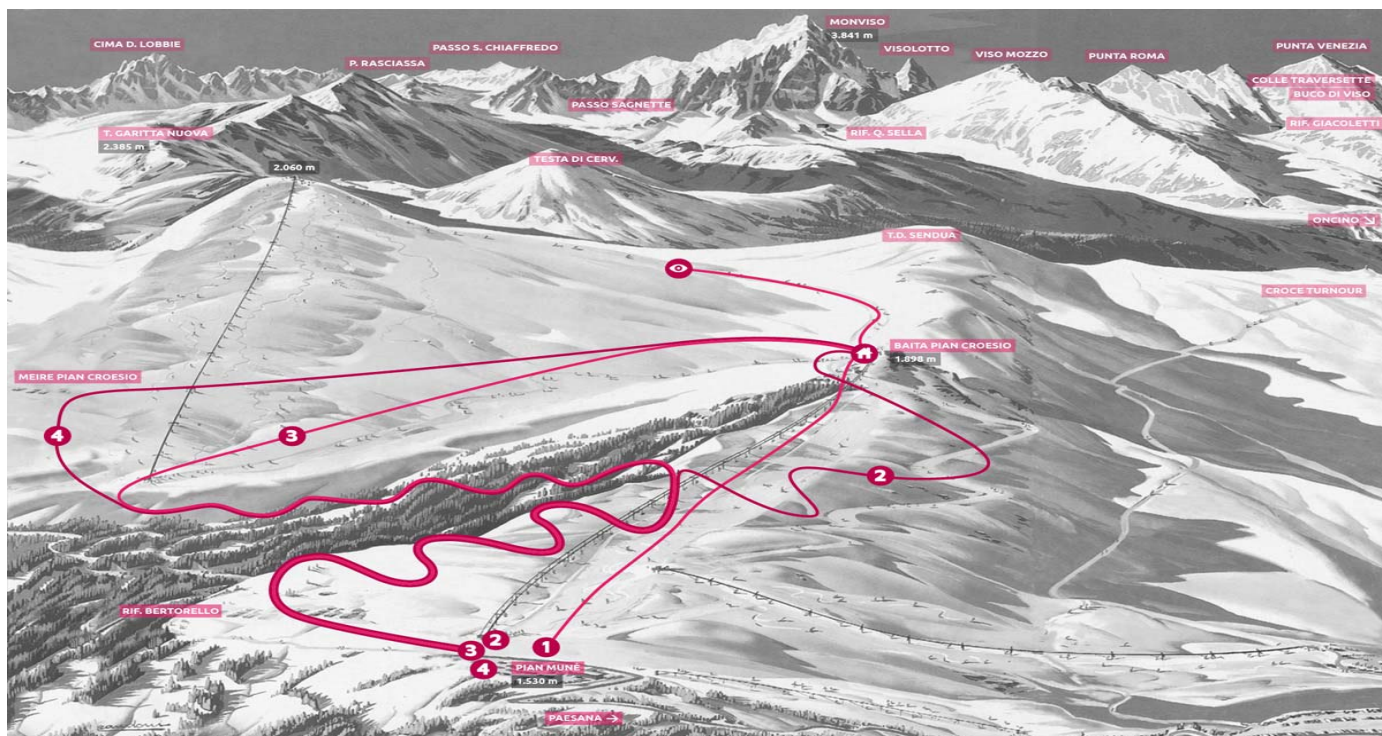 MONVISO
3.841 m
CIMA D. LOBBIE
PASSO S. CHIAFFREDO
VISOLOTTO
VISO MOZZO
PUNTA ROMA
PUNTA VENEZIA
P. RASCIASSA
COLLE TRAVERSETTE
BUCO DI VISO
PASSO SAGNETTE
RIF. GIACOLETTI
T. GARITTA NUOVA
2.385 m
RIF. Q. SELLA
TESTA DI CERV.
2.060 m
ONCINO
T.D. SENDUA
CROCE TURNOUR
BAITA PIAN CROESIO
1.898 m
MEIRE PIAN CROESIO
4
3
2
RIF. BERTORELLO
2
3
1
4
PIAN MUNÈ
1.530 m
PAESANA →